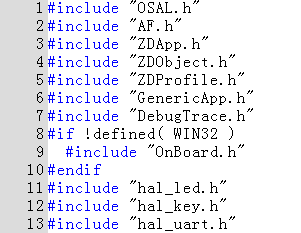 1 #include "OSAL.h"
2 #include "AF.h"
3 #include "ZDApp.h"
4 #include "ZDObject.h"
5 #include "ZDProfile.h"
6 #include "GenericApp.h"
7 #include "DebugTrace.h"
8 #if !defined( WIN32 )
9   #include "OnBoard.h"
10 #endif
11 #include "hal_led.h"
12 #include "hal_key.h"
13 #include "hal_uart.h"